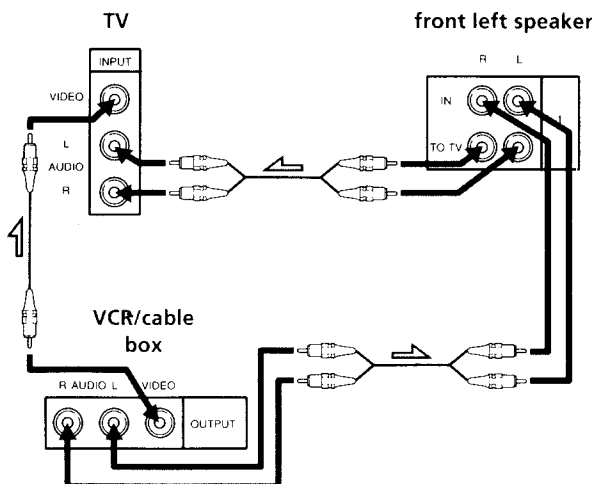 TV
front left speaker
INPUT
R L
VIDEO
IN
L
AUDIO
TO TV
R
VCR/cable
box
R AUDIO L VIDEO
OUTPUT